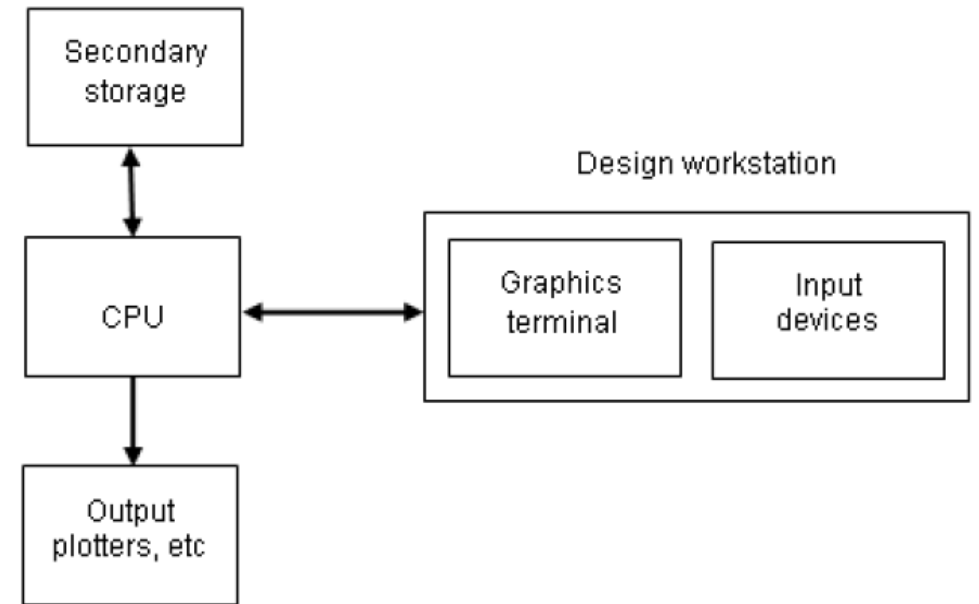 Secondary
storage
Design workstation
Graphics
terminal
Input
devices
CPU
Output
plotters, etc